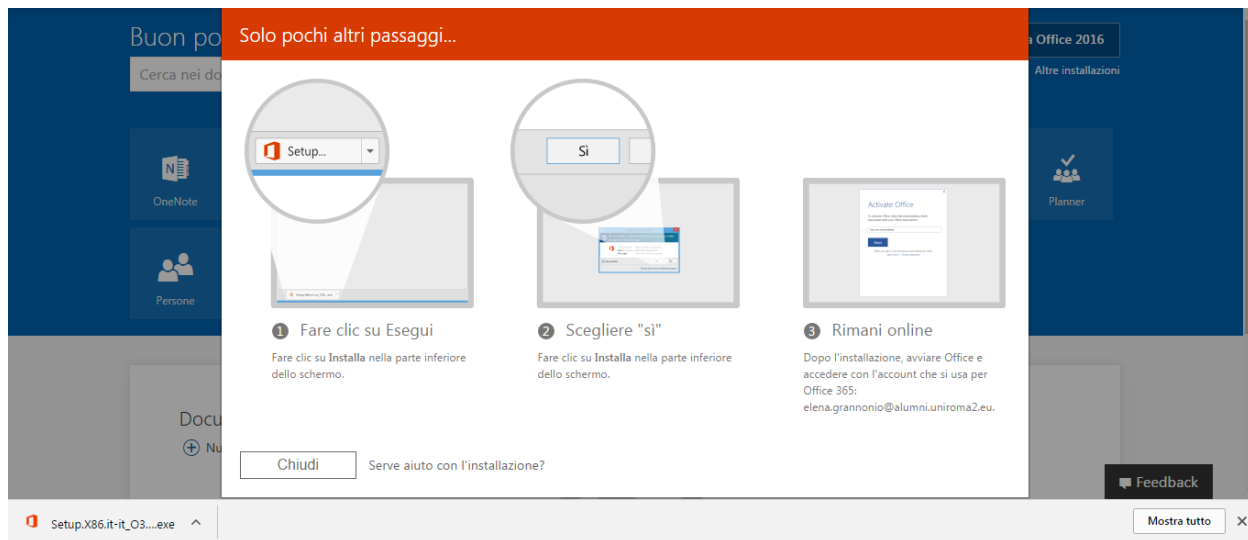 Buon po
Solo pochi altri passaggi...
a Office 2016
Cerca nei do
Altre installazioni
Setup...
Sì
OneNote
Planner
Persone
Activate Office
1 Fare clic su Esegui
Fare clic su Installa nella parte inferiore
dello schermo.
2 Scegliere "sì"
Fare clic su Installa nella parte inferiore
dello schermo.
3 Rimani online
Dopo l'installazione, avviare Office e
accedere con l'account che si usa per
Office 365:
elena.grannonio@alumni.uniroma2.eu.
Docu
Nu
Chiudi
Serve aiuto con l'installazione?
Feedback
Setup.X86.it-it_O3....exe
Mostra tutto